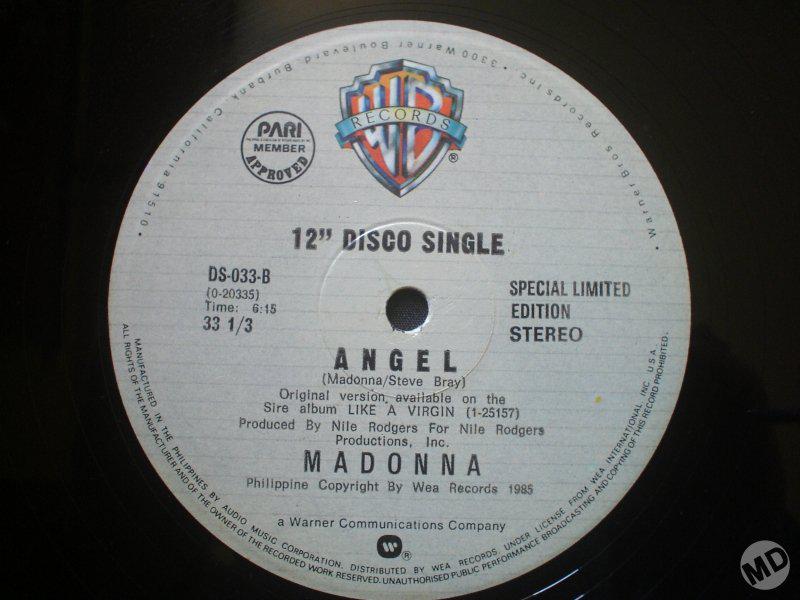 Warner Bros. Records Inc. • 3300 Warner Boulevard, Burbank, California 91510 •
WB
RECORDS
®
PARI
MEMBER
APPROVED
12" DISCO SINGLE
DS-033-B
(0-20335)
Time: 6:15
33 1/3
SPECIAL LIMITED
EDITION
STEREO
ANGEL
(Madonna/Steve Bray)
Original version, available on the
Sire album LIKE A VIRGIN (1-25157)
Produced By Nile Rodgers For Nile Rodgers
Productions, Inc.
MADONNA
Philippine Copyright By Wea Records 1985
a Warner Communications Company
®
MANUFACTURED IN THE PHILIPPINES BY AUDIO MUSIC CORPORATION. DISTRIBUTED BY WEA RECORDS, UNDER LICENSE FROM WEA INTERNATIONAL, INC. U.S.A.
ALL RIGHTS OF THE MANUFACTURER AND OF THE OWNER OF THE RECORDED WORK RESERVED. UNAUTHORISED PUBLIC PERFORMANCE BROADCASTING AND COPYING OF THIS RECORD PROHIBITED.
MD